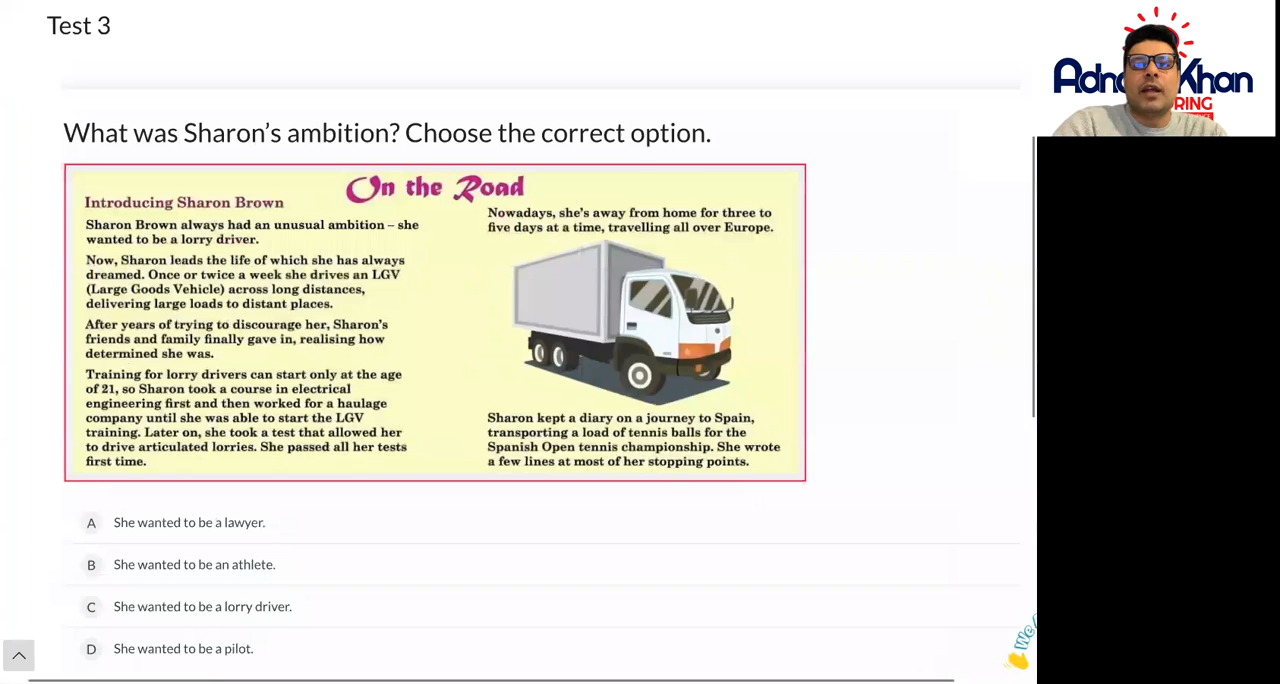 Test 3
What was Sharon's ambition? Choose the correct option.
On the Road
Introducing Sharon Brown
Sharon Brown always had an unusual ambition – she
wanted to be a lorry driver.
Now, Sharon leads the life of which she has always
dreamed. Once or twice a week she drives an LGV
(Large Goods Vehicle) across long distances,
delivering large loads to distant places.
After years of trying to discourage her, Sharon's
friends and family finally gave in, realising how
determined she was.
Training for lorry drivers can start only at the age
of 21, so Sharon took a course in electrical
engineering first and then worked for a haulage
company until she was able to start the LGV
training. Later on, she took a test that allowed her
to drive articulated lorries. She passed all her tests
first time.
Nowadays, she's away from home for three to
five days at a time, travelling all over Europe.
Sharon kept a diary on a journey to Spain,
transporting a load of tennis balls for the
Spanish Open tennis championship. She wrote
a few lines at most of her stopping points.
A She wanted to be a lawyer.
B She wanted to be an athlete.
C She wanted to be a lorry driver.
D She wanted to be a pilot.
Khan
We